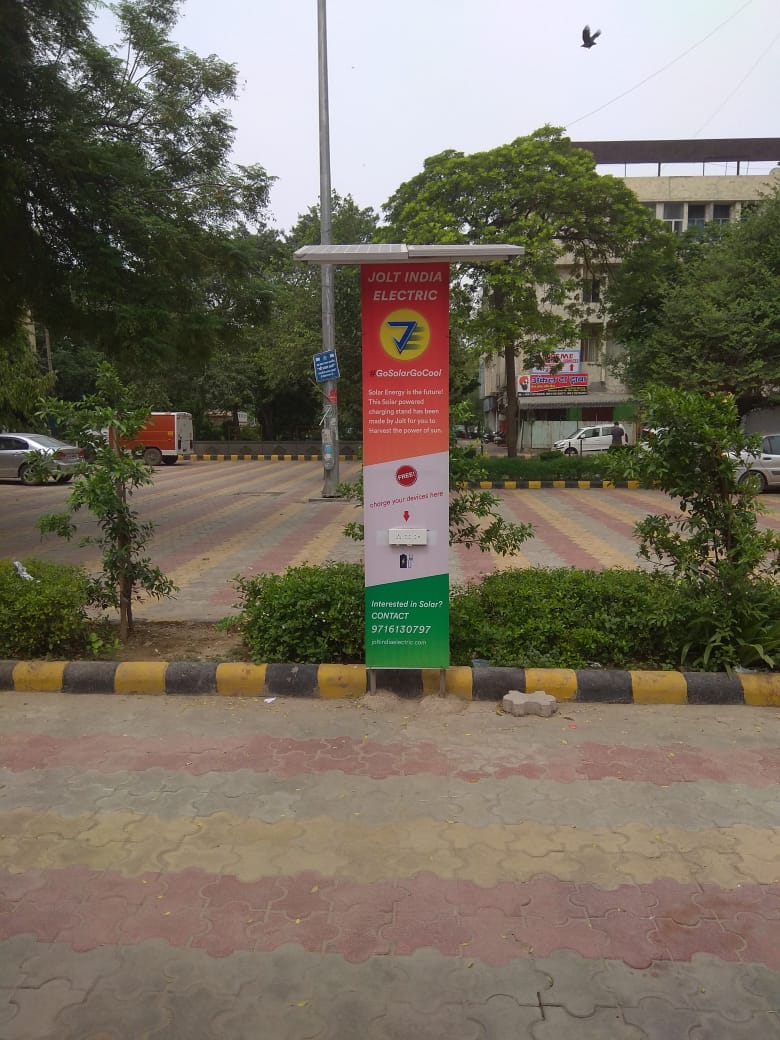 JOLT INDIA
ELECTRIC
#GoSolarGoCool
Solar Energy is the future!
This Solar powered
charging stand has been
made by Jolt for you to
Harvest the power of sun.
FREE!
charge your devices here
Interested in Solar?
CONTACT
9716130797
joltindiaelectric.com